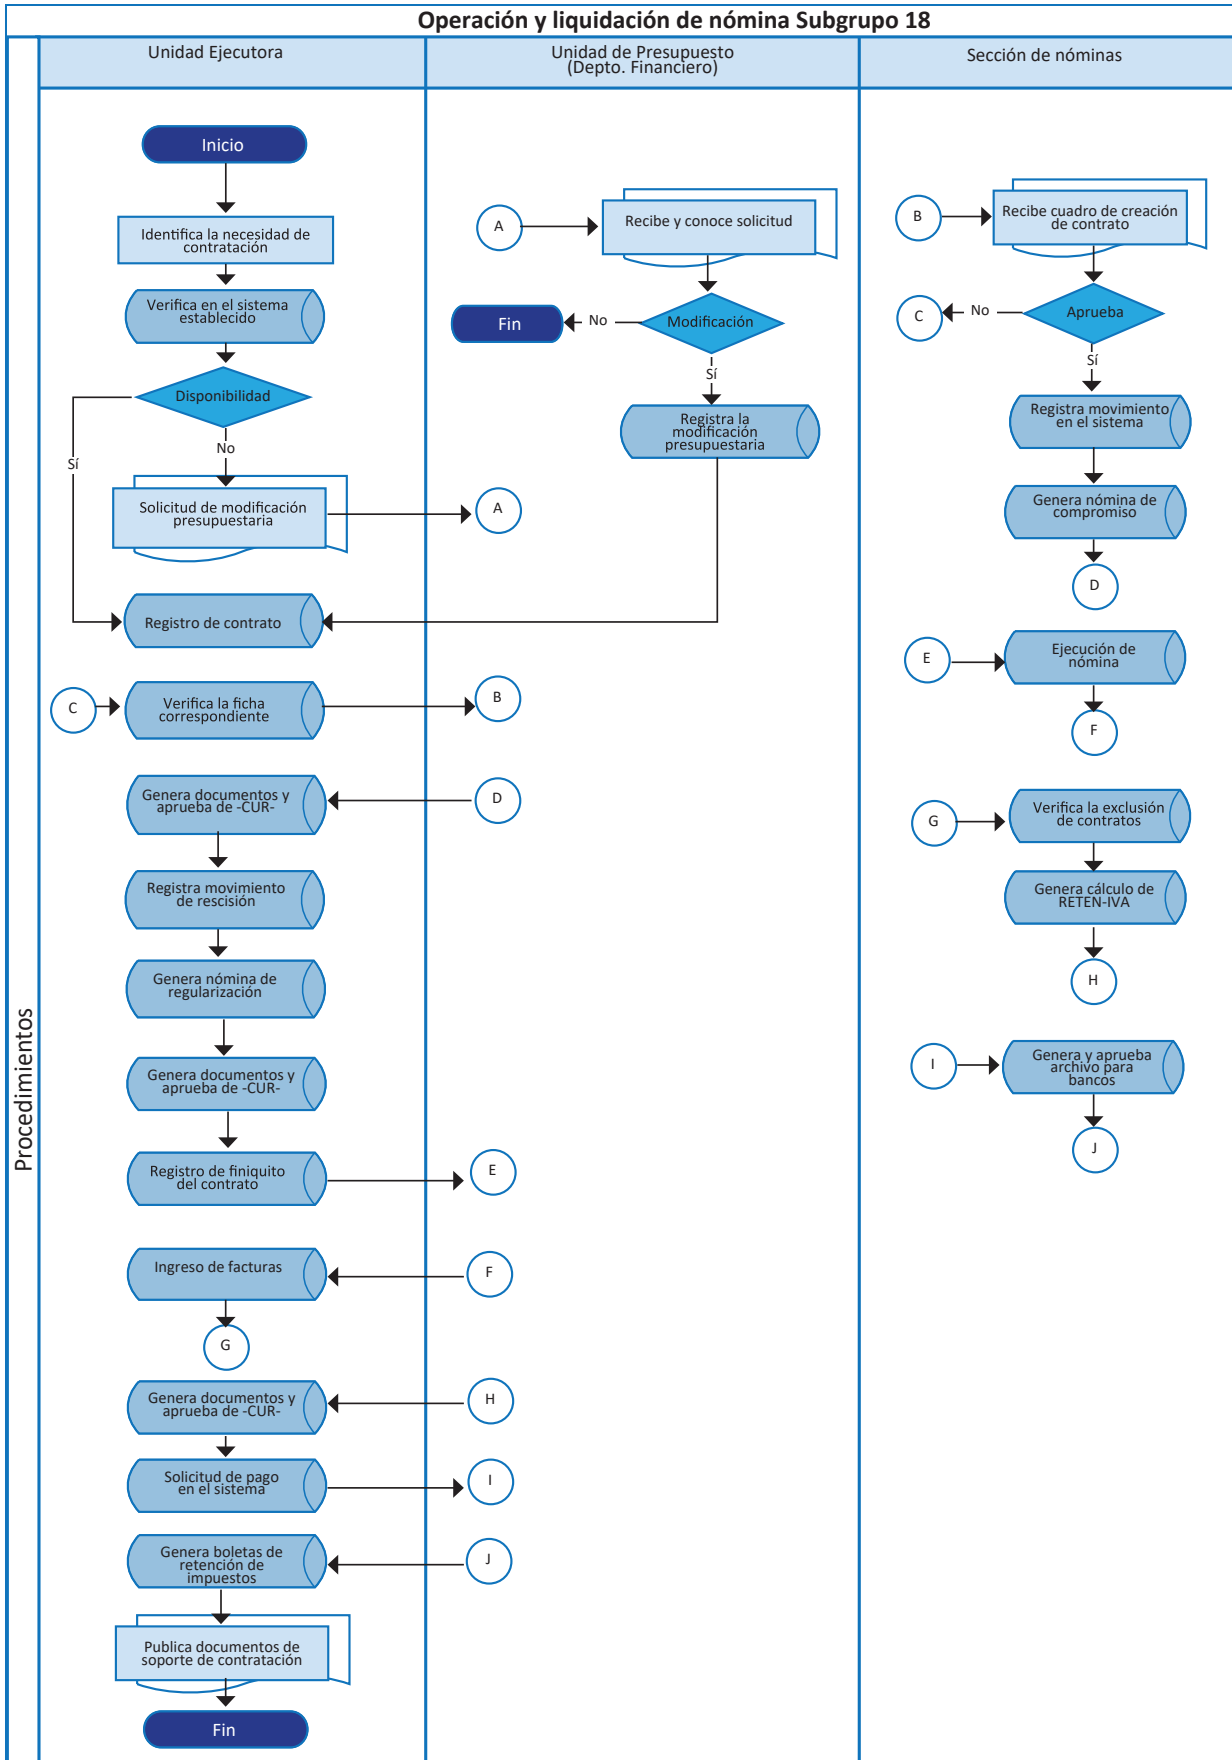 Operación y liquidación de nómina Subgrupo 18
Procedimientos
Unidad Ejecutora
Inicio
Identifica la necesidad de
contratación
Verifica en el sistema
establecido
Disponibilidad
Sí
No
Solicitud de modificación
presupuestaria
Registro de contrato
C
Verifica la ficha
correspondiente
Genera documentos y
aprueba de -CUR-
Registra movimiento
de rescisión
Genera nómina de
regularización
Genera documentos y
aprueba de -CUR-
Registro de finiquito
del contrato
Ingreso de facturas
G
Genera documentos y
aprueba de -CUR-
Solicitud de pago
en el sistema
Genera boletas de
retención de
impuestos
Publica documentos de
soporte de contratación
Fin
Unidad de Presupuesto
(Depto. Financiero)
A
Recibe y conoce solicitud
Fin
No
Modificación
Sí
Registra la
modificación
presupuestaria
A
B
D
E
F
H
I
J
Sección de nóminas
B
Recibe cuadro de creación
de contrato
C
No
Aprueba
Sí
Registra movimiento
en el sistema
Genera nómina de
compromiso
D
E
Ejecución de
nómina
F
G
Verifica la exclusión
de contratos
Genera cálculo de
RETEN-IVA
H
I
Genera y aprueba
archivo para
bancos
J